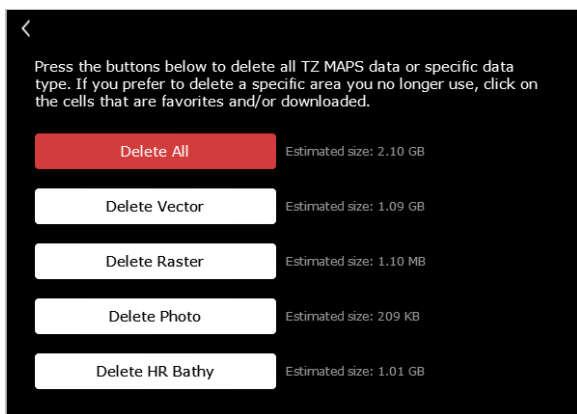 Press the buttons below to delete all TZ MAPS data or specific data
type. If you prefer to delete a specific area you no longer use, click on
the cells that are favorites and/or downloaded.
Delete All Estimated size: 2.10 GB
Delete Vector Estimated size: 1.09 GB
Delete Raster Estimated size: 1.10 MB
Delete Photo Estimated size: 209 KB
Delete HR Bathy Estimated size: 1.01 GB